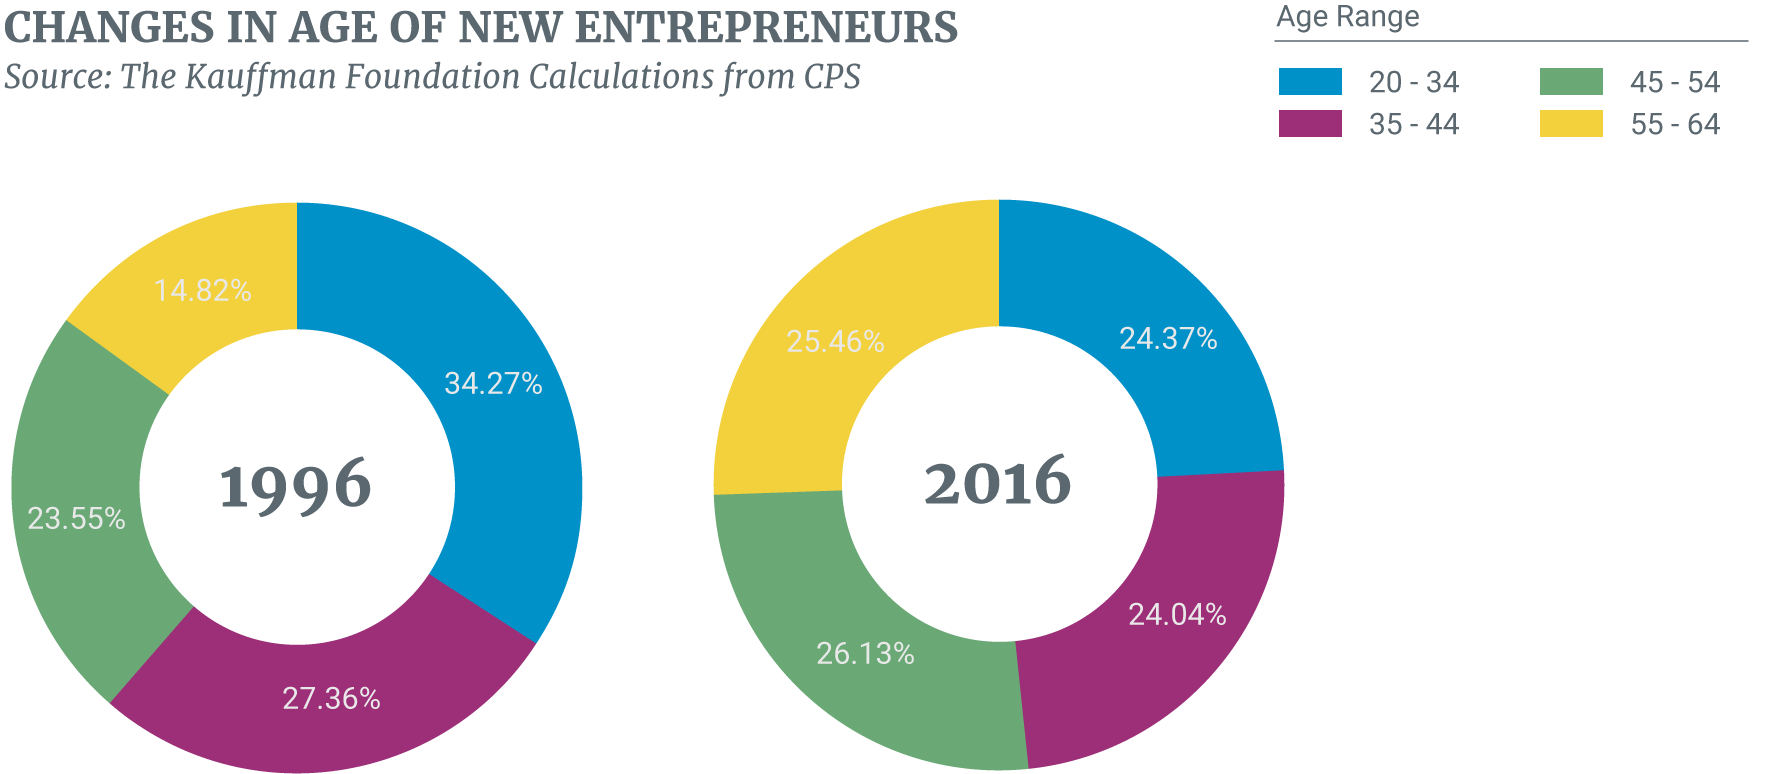 CHANGES IN AGE OF NEW ENTREPRENEURS
Source: The Kauffman Foundation Calculations from CPS
Age Range
20 - 34
45 - 54
35 - 44
55 - 64
14.82%
34.27%
23.55%
27.36%
1996
25.46%
24.37%
26.13%
24.04%
2016